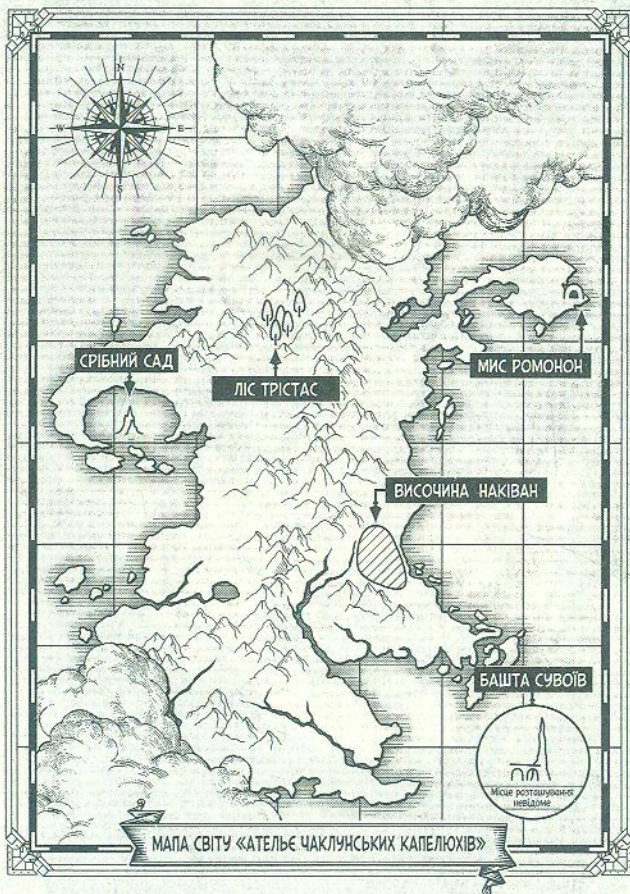 N
W
E
S
СРІБНИЙ САД
ЛІС ТРІСТАС
МИС РОМОНОН
ВИСОЧИНА НАКІВАН
БАШТА СУВОЇВ
Місце розташування
невідоме
МАПА СВІТУ «АТЕЛЬЄ ЧАКЛУНСЬКИХ КАПЕЛЮХІВ»